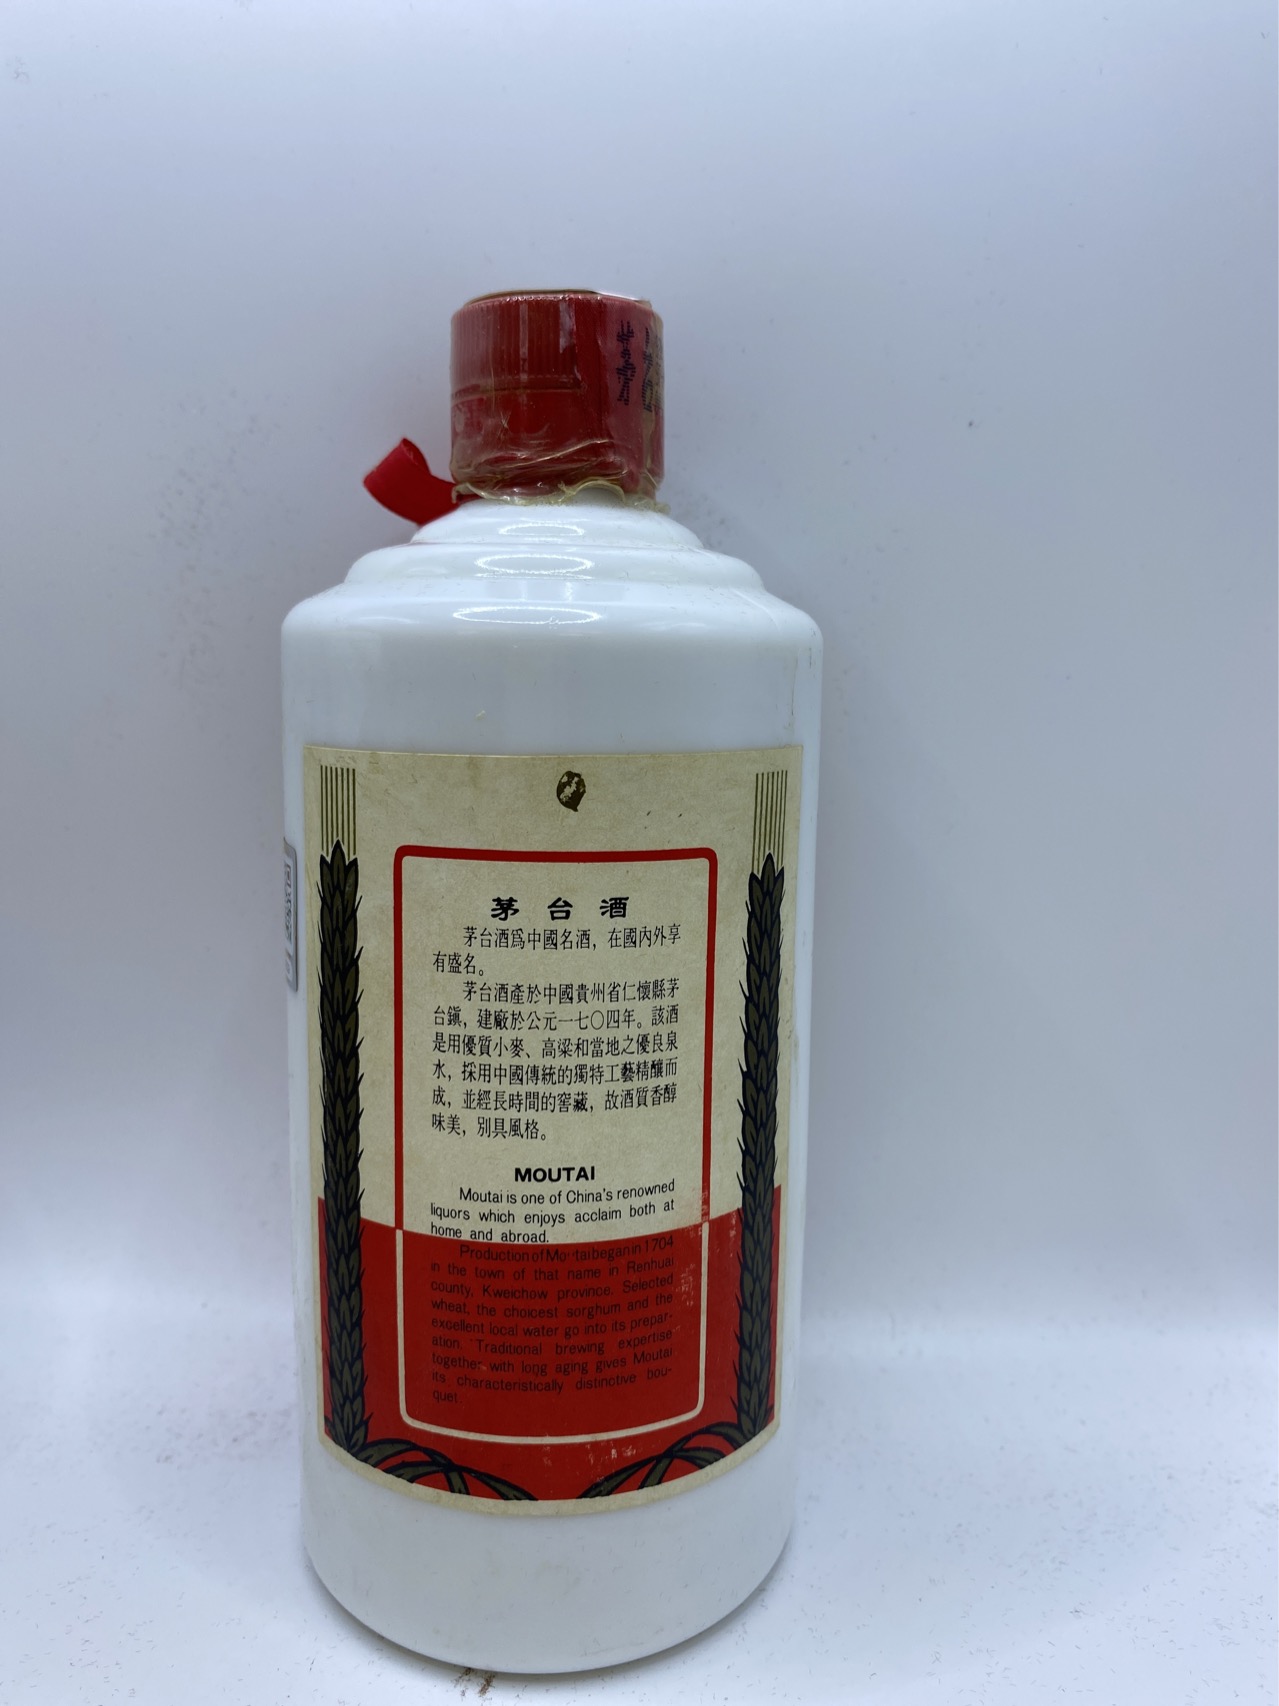 茅台酒
茅台酒爲中國名酒，在國內外享
有盛名。
茅台酒產於中國貴州省仁懷縣茅
台鎮，建廠於公元一七〇四年。該酒
是用優質小麥、高粱和當地之優良泉
水，採用中國傳統的獨特工藝精釀而
成，並經長時間的窖藏，故酒質香醇
味美，別具風格。
MOUTAI
Moutai is one of China's renowned
liquors which enjoys acclaim both at
home and abroad.
Production of Moutai began in 1704
in the town of that name in Renhuai
county, Kweichow province. Selected
wheat, the choicest sorghum and the
excellent local water go into its prepar-
ation. Traditional brewing expertise
together with long aging gives Moutai
its characteristically distinctive bou-
quet.